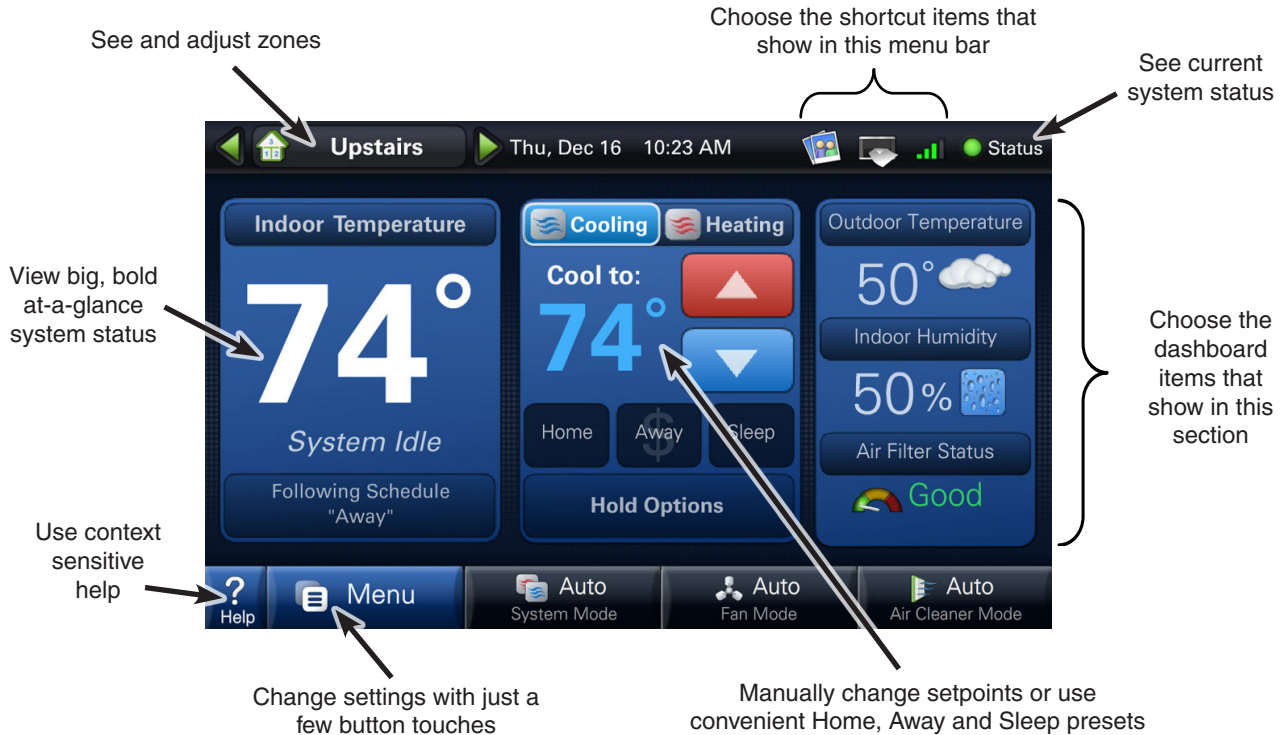 Choose the shortcut items that
show in this menu bar
See and adjust zones
See current
system status
3
1 2
Upstairs
Thu, Dec 16 10:23 AM
Status
Indoor Temperature
74°
System Idle
Following Schedule
"Away"
Cooling
Heating
Cool to:
74°
Home
Away
$
Sleep
Hold Options
Outdoor Temperature
50°
Indoor Humidity
50%
Air Filter Status
Good
View big, bold
at-a-glance
system status
Choose the
dashboard
items that
show in this
section
Use context
sensitive
help
?
Help
Menu
Auto
System Mode
Auto
Fan Mode
Auto
Air Cleaner Mode
Change settings with just a
few button touches
Manually change setpoints or use
convenient Home, Away and Sleep presets